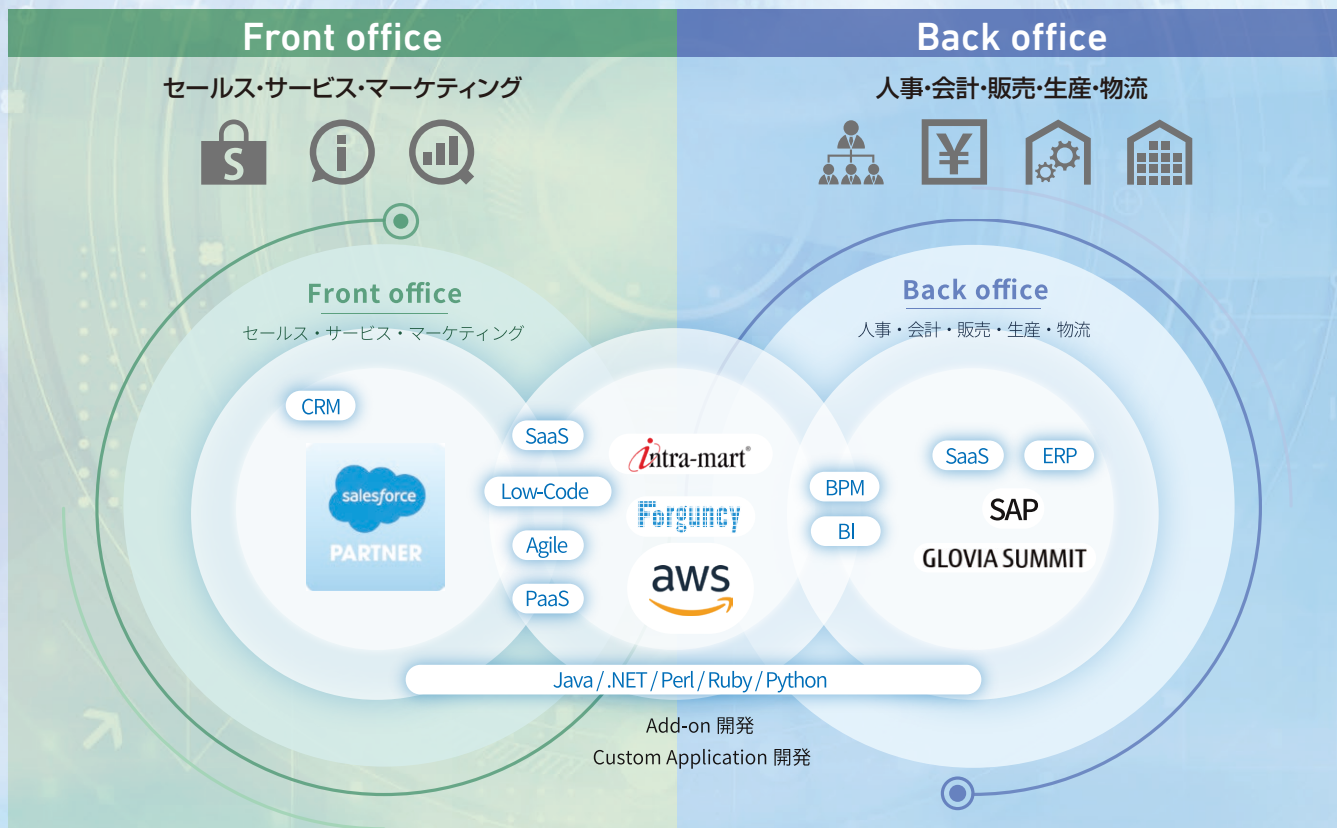 Front office
セールス・サービス・マーケティング
S
i
Back office
人事・会計・販売・生産・物流
¥
Front office
セールス・サービス・マーケティング
Back office
人事・会計・販売・生産・物流
CRM
salesforce
PARTNER
SaaS
Low-Code
Agile
PaaS
intra-mart®
Forguncy
aws
BPM
BI
SaaS
ERP
SAP
GLOVIA SUMMIT
Java / .NET / Perl / Ruby / Python
Add-on 開発
Custom Application 開発